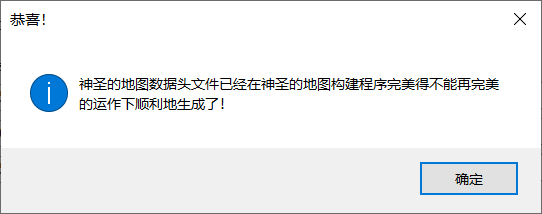 恭喜！
神圣的地图数据头文件已经在神圣的地图构建程序完美得不能再完美
的运作下顺利地生成了！
确定